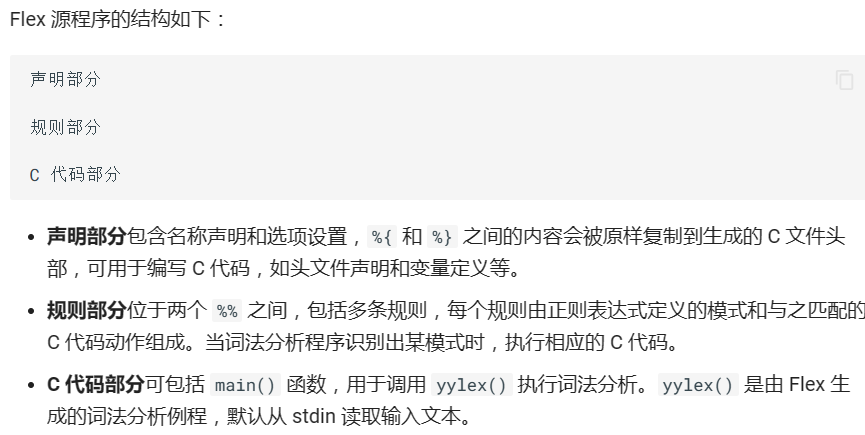 Flex 源程序的结构如下：
声明部分
规则部分
C 代码部分
• 声明部分包含名称声明和选项设置，%{ 和 %} 之间的内容会被原样复制到生成的 C 文件头
部，可用于编写 C 代码，如头文件声明和变量定义等。
• 规则部分位于两个 %% 之间，包括多条规则，每个规则由正则表达式定义的模式和与之匹配的
C 代码动作组成。当词法分析程序识别出某模式时，执行相应的 C 代码。
• C 代码部分可包括 main() 函数，用于调用 yylex() 执行词法分析。yylex() 是由 Flex 生
成的词法分析例程，默认从 stdin 读取输入文本。